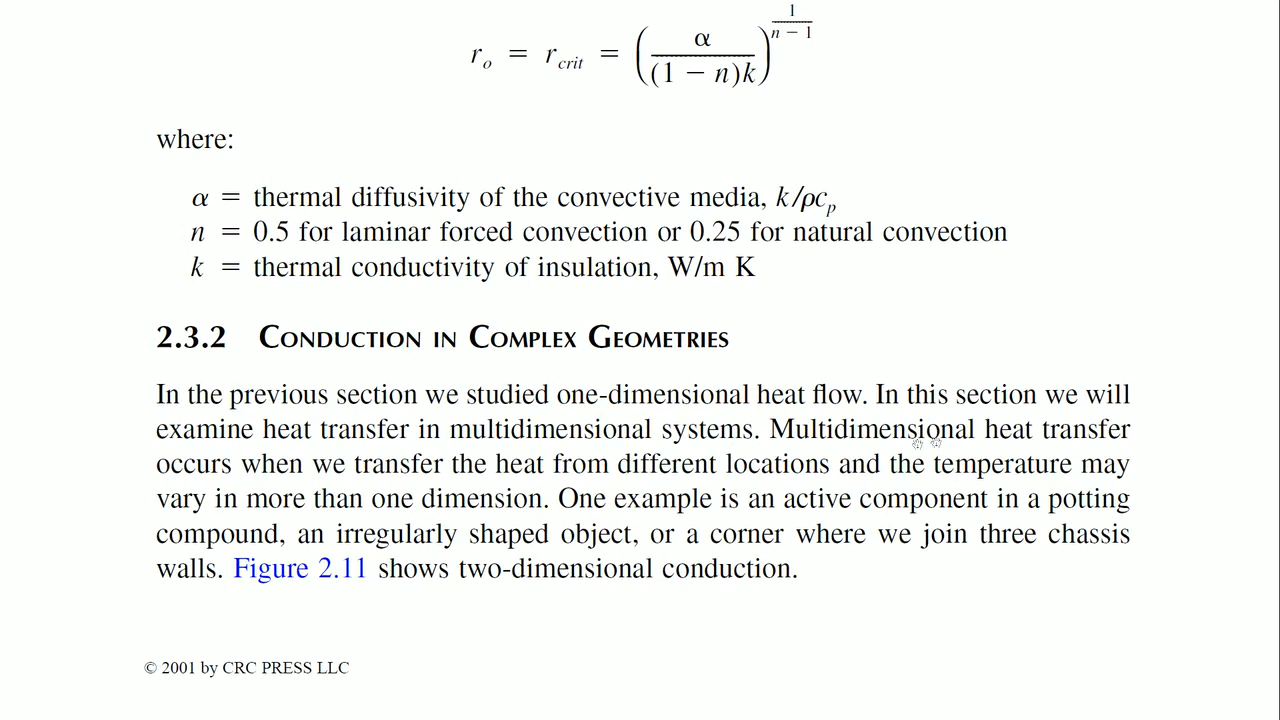 r_o = r_crit = (α / (1 − n)k)^(1 / (n − 1))
where:
α = thermal diffusivity of the convective media, k/ρc_p
n = 0.5 for laminar forced convection or 0.25 for natural convection
k = thermal conductivity of insulation, W/m K
2.3.2 CONDUCTION IN COMPLEX GEOMETRIES
In the previous section we studied one-dimensional heat flow. In this section we will
examine heat transfer in multidimensional systems. Multidimensional heat transfer
occurs when we transfer the heat from different locations and the temperature may
vary in more than one dimension. One example is an active component in a potting
compound, an irregularly shaped object, or a corner where we join three chassis
walls. Figure 2.11 shows two-dimensional conduction.
© 2001 by CRC PRESS LLC